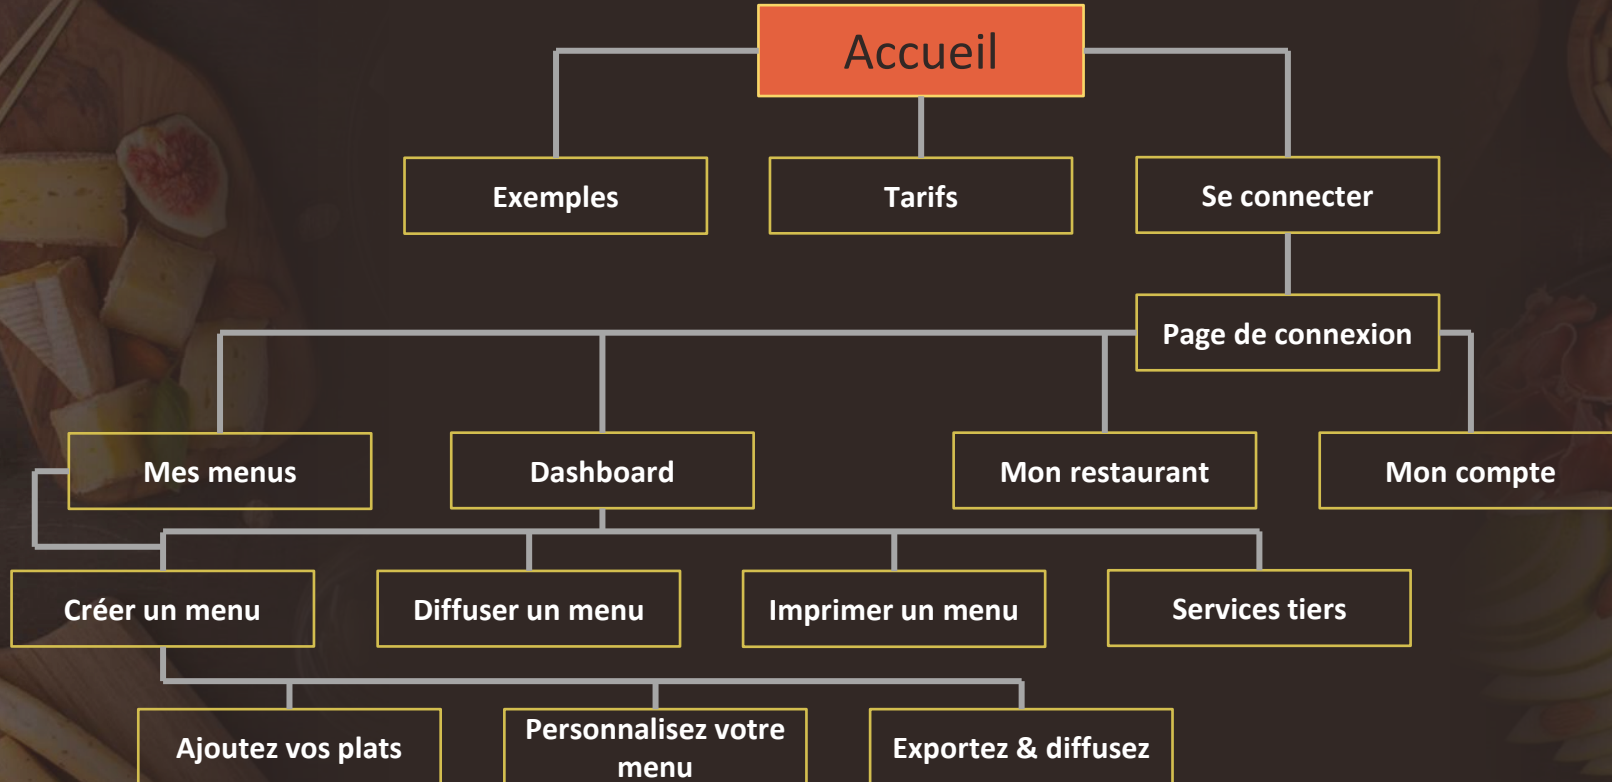 Accueil
Exemples
Tarifs
Se connecter
Page de connexion
Mes menus
Dashboard
Mon restaurant
Mon compte
Créer un menu
Diffuser un menu
Imprimer un menu
Services tiers
Ajoutez vos plats
Personnalisez votre
menu
Exportez & diffusez